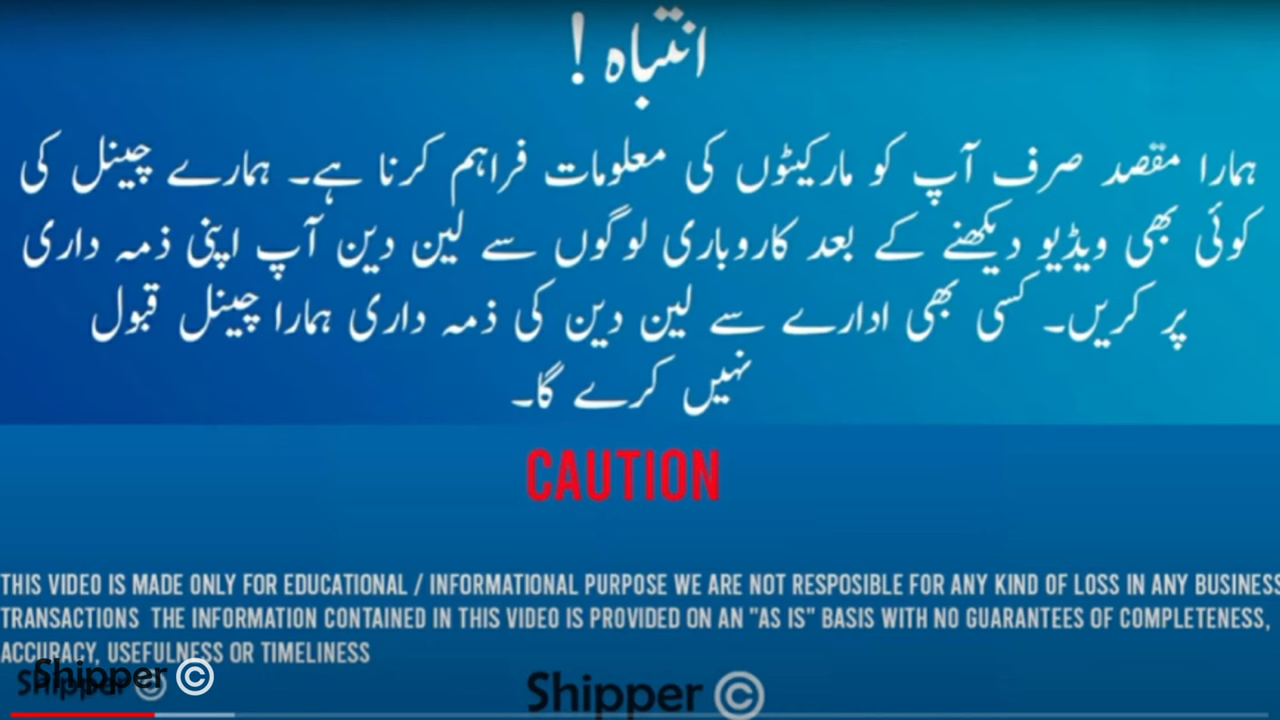 انتباہ !
ہمارا مقصد صرف آپ کو مارکیٹوں کی معلومات فراہم کرنا ہے۔ ہمارے چینل کی
کوئی بھی ویڈیو دیکھنے کے بعد کاروباری لوگوں سے لین دین آپ اپنی ذمہ داری
پر کریں۔ کسی بھی ادارے سے لین دین کی ذمہ داری ہمارا چینل قبول
نہیں کرے گا۔
CAUTION
THIS VIDEO IS MADE ONLY FOR EDUCATIONAL / INFORMATIONAL PURPOSE WE ARE NOT RESPOSIBLE FOR ANY KIND OF LOSS IN ANY BUSINESS
TRANSACTIONS THE INFORMATION CONTAINED IN THIS VIDEO IS PROVIDED ON AN "AS IS" BASIS WITH NO GUARANTEES OF COMPLETENESS,
ACCURACY, USEFULNESS OR TIMELINESS
Shipper ©
Shipper ©
Shipper ©